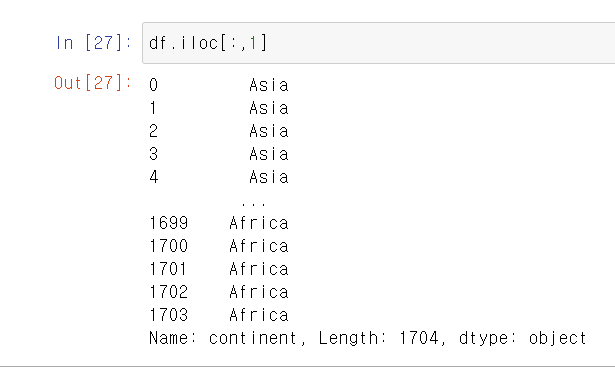 In [27]: df.iloc[:,1]
Out[27]: 0         Asia
1         Asia
2         Asia
3         Asia
4         Asia
...
1699    Africa
1700    Africa
1701    Africa
1702    Africa
1703    Africa
Name: continent, Length: 1704, dtype: object